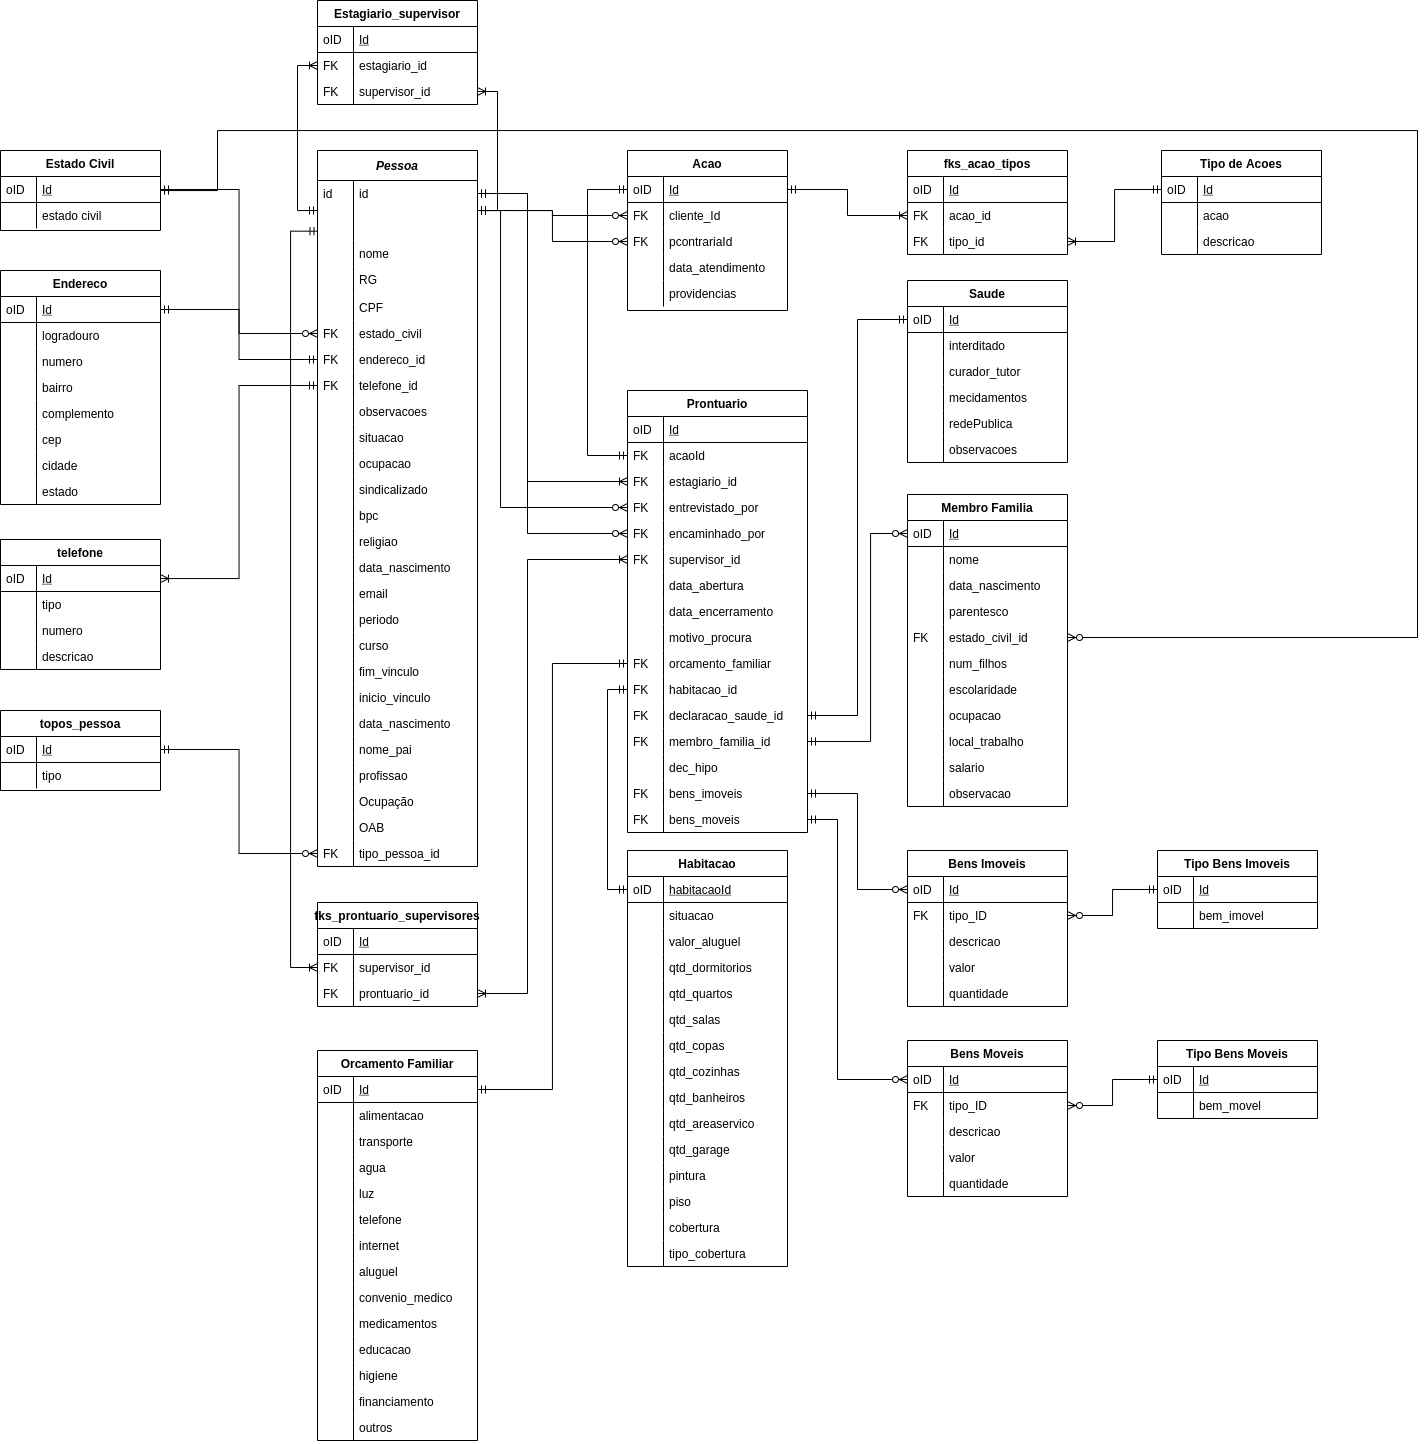 Estagiario_supervisor
oID Id
FK estagiario_id
FK supervisor_id
Estado Civil
oID Id
estado civil
Endereco
oID Id
logradouro
numero
bairro
complemento
cep
cidade
estado
telefone
oID Id
tipo
numero
descricao
topos_pessoa
oID Id
tipo
Pessoa
id id
nome
RG
CPF
FK estado_civil
FK endereco_id
FK telefone_id
observacoes
situacao
ocupacao
sindicalizado
bpc
religiao
data_nascimento
email
periodo
curso
fim_vinculo
inicio_vinculo
data_nascimento
nome_pai
profissao
Ocupação
OAB
FK tipo_pessoa_id
fks_prontuario_supervisores
oID Id
FK supervisor_id
FK prontuario_id
Orcamento Familiar
oID Id
alimentacao
transporte
agua
luz
telefone
internet
aluguel
convenio_medico
medicamentos
educacao
higiene
financiamento
outros
Acao
oID Id
FK cliente_Id
FK pcontrariaId
data_atendimento
providencias
Prontuario
oID Id
FK acaoId
FK estagiario_id
FK entrevistado_por
FK encaminhado_por
FK supervisor_id
data_abertura
data_encerramento
motivo_procura
FK orcamento_familiar
FK habitacao_id
FK declaracao_saude_id
FK membro_familia_id
dec_hipo
FK bens_imoveis
FK bens_moveis
Habitacao
oID habitacaoId
situacao
valor_aluguel
qtd_dormitorios
qtd_quartos
qtd_salas
qtd_copas
qtd_cozinhas
qtd_banheiros
qtd_areaservico
qtd_garage
pintura
piso
cobertura
tipo_cobertura
fks_acao_tipos
oID Id
FK acao_id
FK tipo_id
Tipo de Acoes
oID Id
acao
descricao
Saude
oID Id
interditado
curador_tutor
mecidamentos
redePublica
observacoes
Membro Familia
oID Id
nome
data_nascimento
parentesco
FK estado_civil_id
num_filhos
escolaridade
ocupacao
local_trabalho
salario
observacao
Bens Imoveis
oID Id
FK tipo_ID
descricao
valor
quantidade
Tipo Bens Imoveis
oID Id
bem_imovel
Bens Moveis
oID Id
FK tipo_ID
descricao
valor
quantidade
Tipo Bens Moveis
oID Id
bem_movel